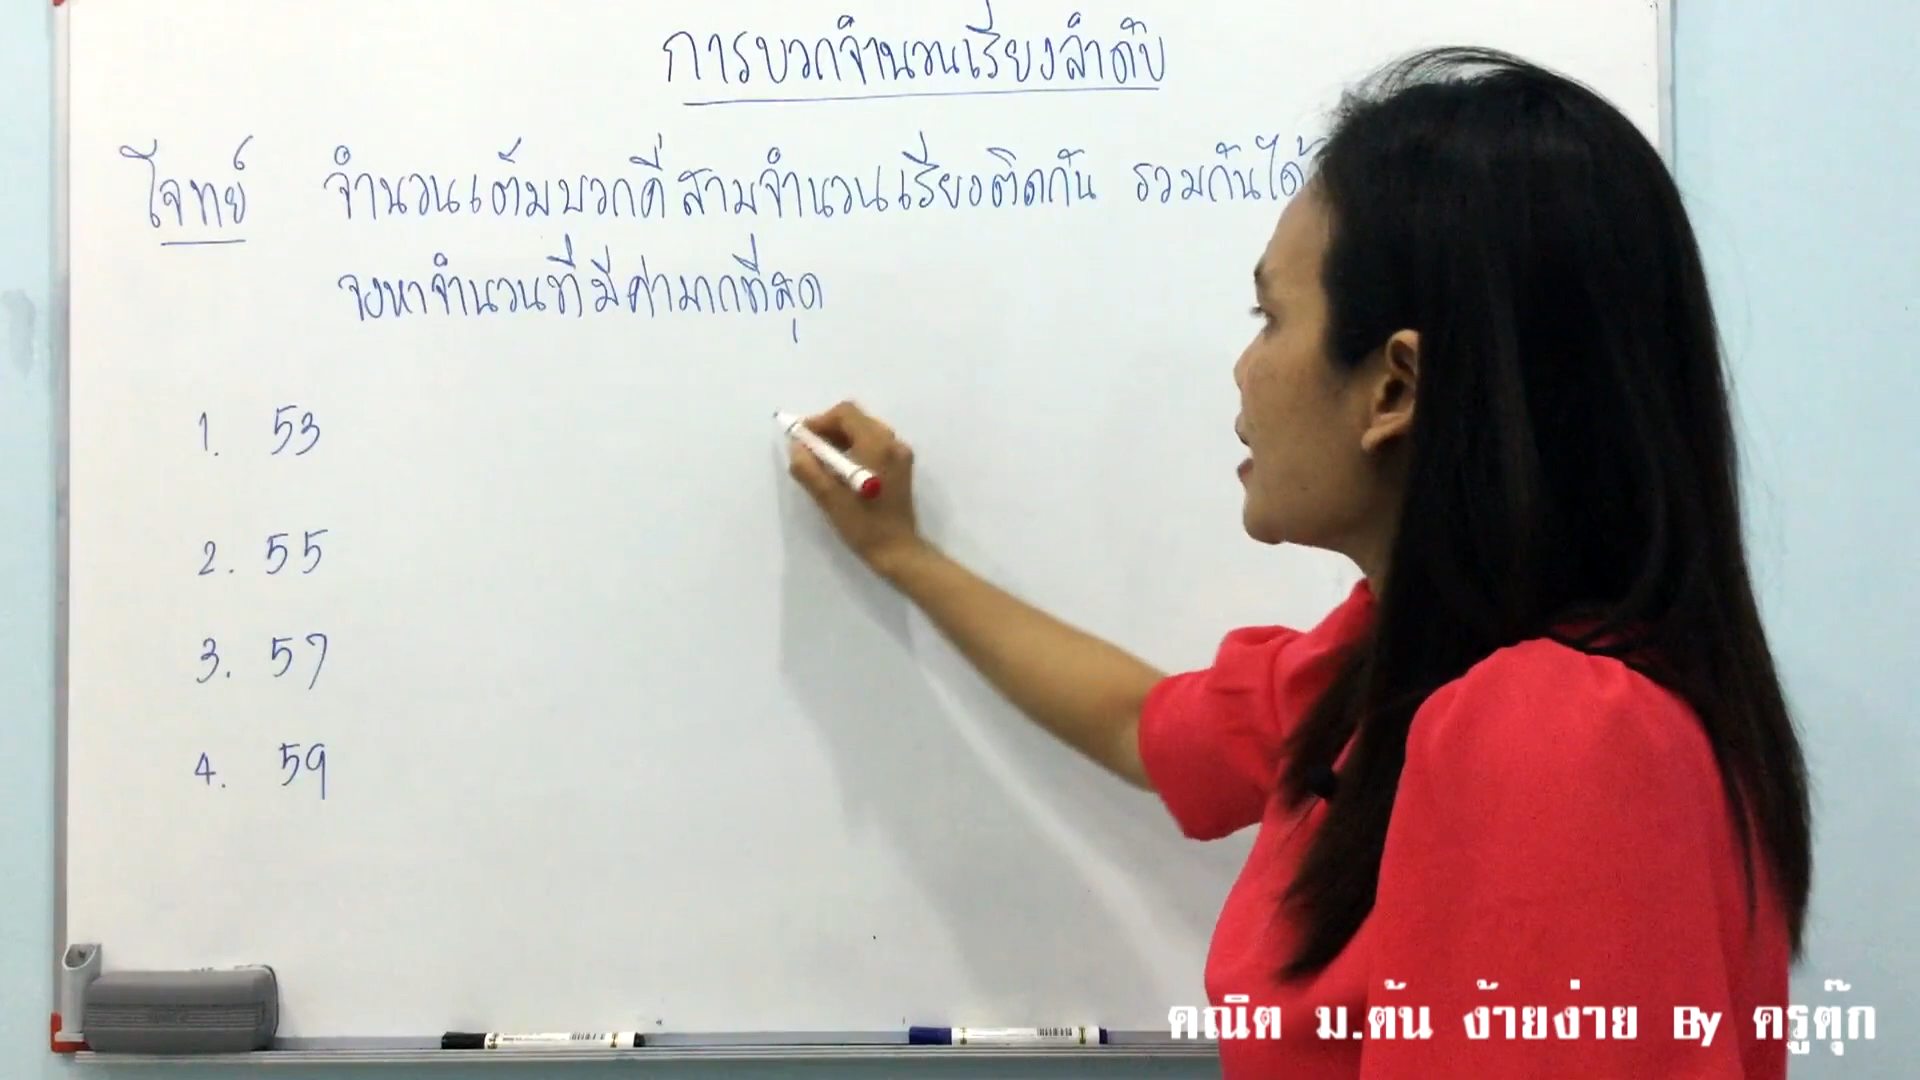 การบวกจำนวนเรียงลำดับ
โจทย์ จำนวนเต็มบวกคี่สามจำนวนเรียงติดกัน รวมกันได้
จงหาจำนวนที่มีค่ามากที่สุด
1. 53
2. 55
3. 57
4. 59
คณิต ม.ต้น ง้ายง่าย By ครูตุ๊ก